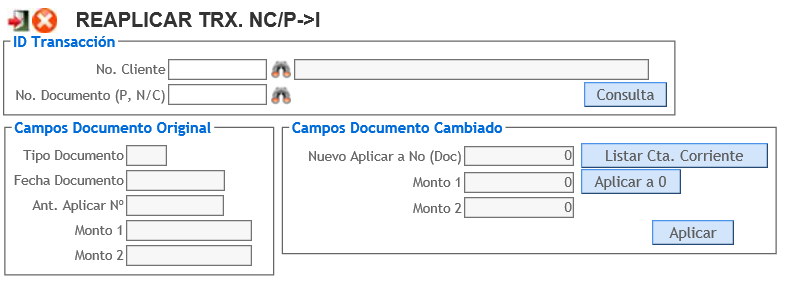 REAPLICAR TRX. NC/P->I
ID Transacción
No. Cliente
No. Documento (P, N/C)
Consulta
Campos Documento Original
Tipo Documento
Fecha Documento
Ant. Aplicar Nº
Monto 1
Monto 2
Campos Documento Cambiado
Nuevo Aplicar a No (Doc) 0 Listar Cta. Corriente
Monto 1 0 Aplicar a 0
Monto 2 0
Aplicar